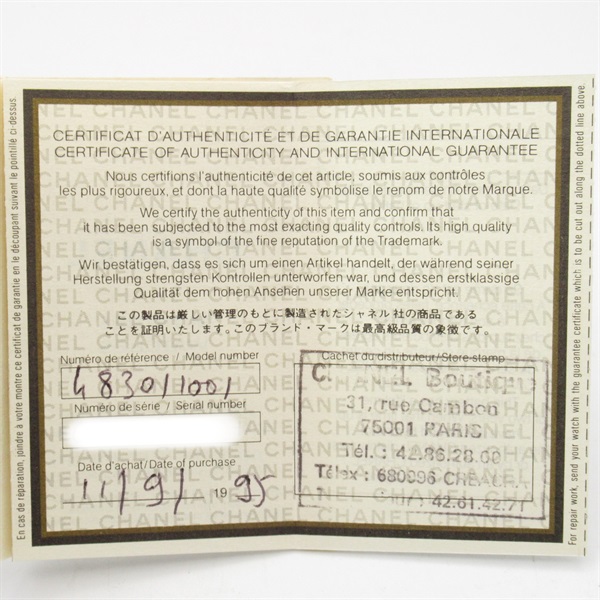 CERTIFICAT D'AUTHENTICITÉ ET DE GARANTIE INTERNATIONALE
CERTIFICATE OF AUTHENTICITY AND INTERNATIONAL GUARANTEE
Nous certifions l'authenticité de cet article, soumis aux contrôles
les plus rigoureux, et dont la haute qualité symbolise le renom de notre Marque.
We certify the authenticity of this item and confirm that
it has been subjected to the most exacting quality controls. Its high quality
is a symbol of the fine reputation of the Trademark.
Wir bestätigen, dass es sich um einen Artikel handelt, der während seiner
Herstellung strengsten Kontrollen unterworfen war, und dessen erstklassige
Qualität dem hohen Ansehen unserer Marke entspricht.
この製品は厳しい管理のもとに製造されたシャネル社の商品である
ことを証明いたします。このブランド・マークは最高級品質の象徴です。
Numéro de référence / Model number
483011001
Numéro de série / Serial number
Date d'achat/Date of purchase
11/9/ 19 95
Cachet du distributeur/Store stamp
Boutique
31, rue Cambon
75001 PARIS
Tél. : 42.86.28.00
Télex : 680996
42.61.42.71
En cas de réparation, joindre à votre montre ce certificat de garantie en le découpant suivant le pointillé ci-dessus.
For repair work, send your watch with the guarantee certificate which is to be cut out along the dotted line above.
CHANEL CHANEL CHANEL CHANEL